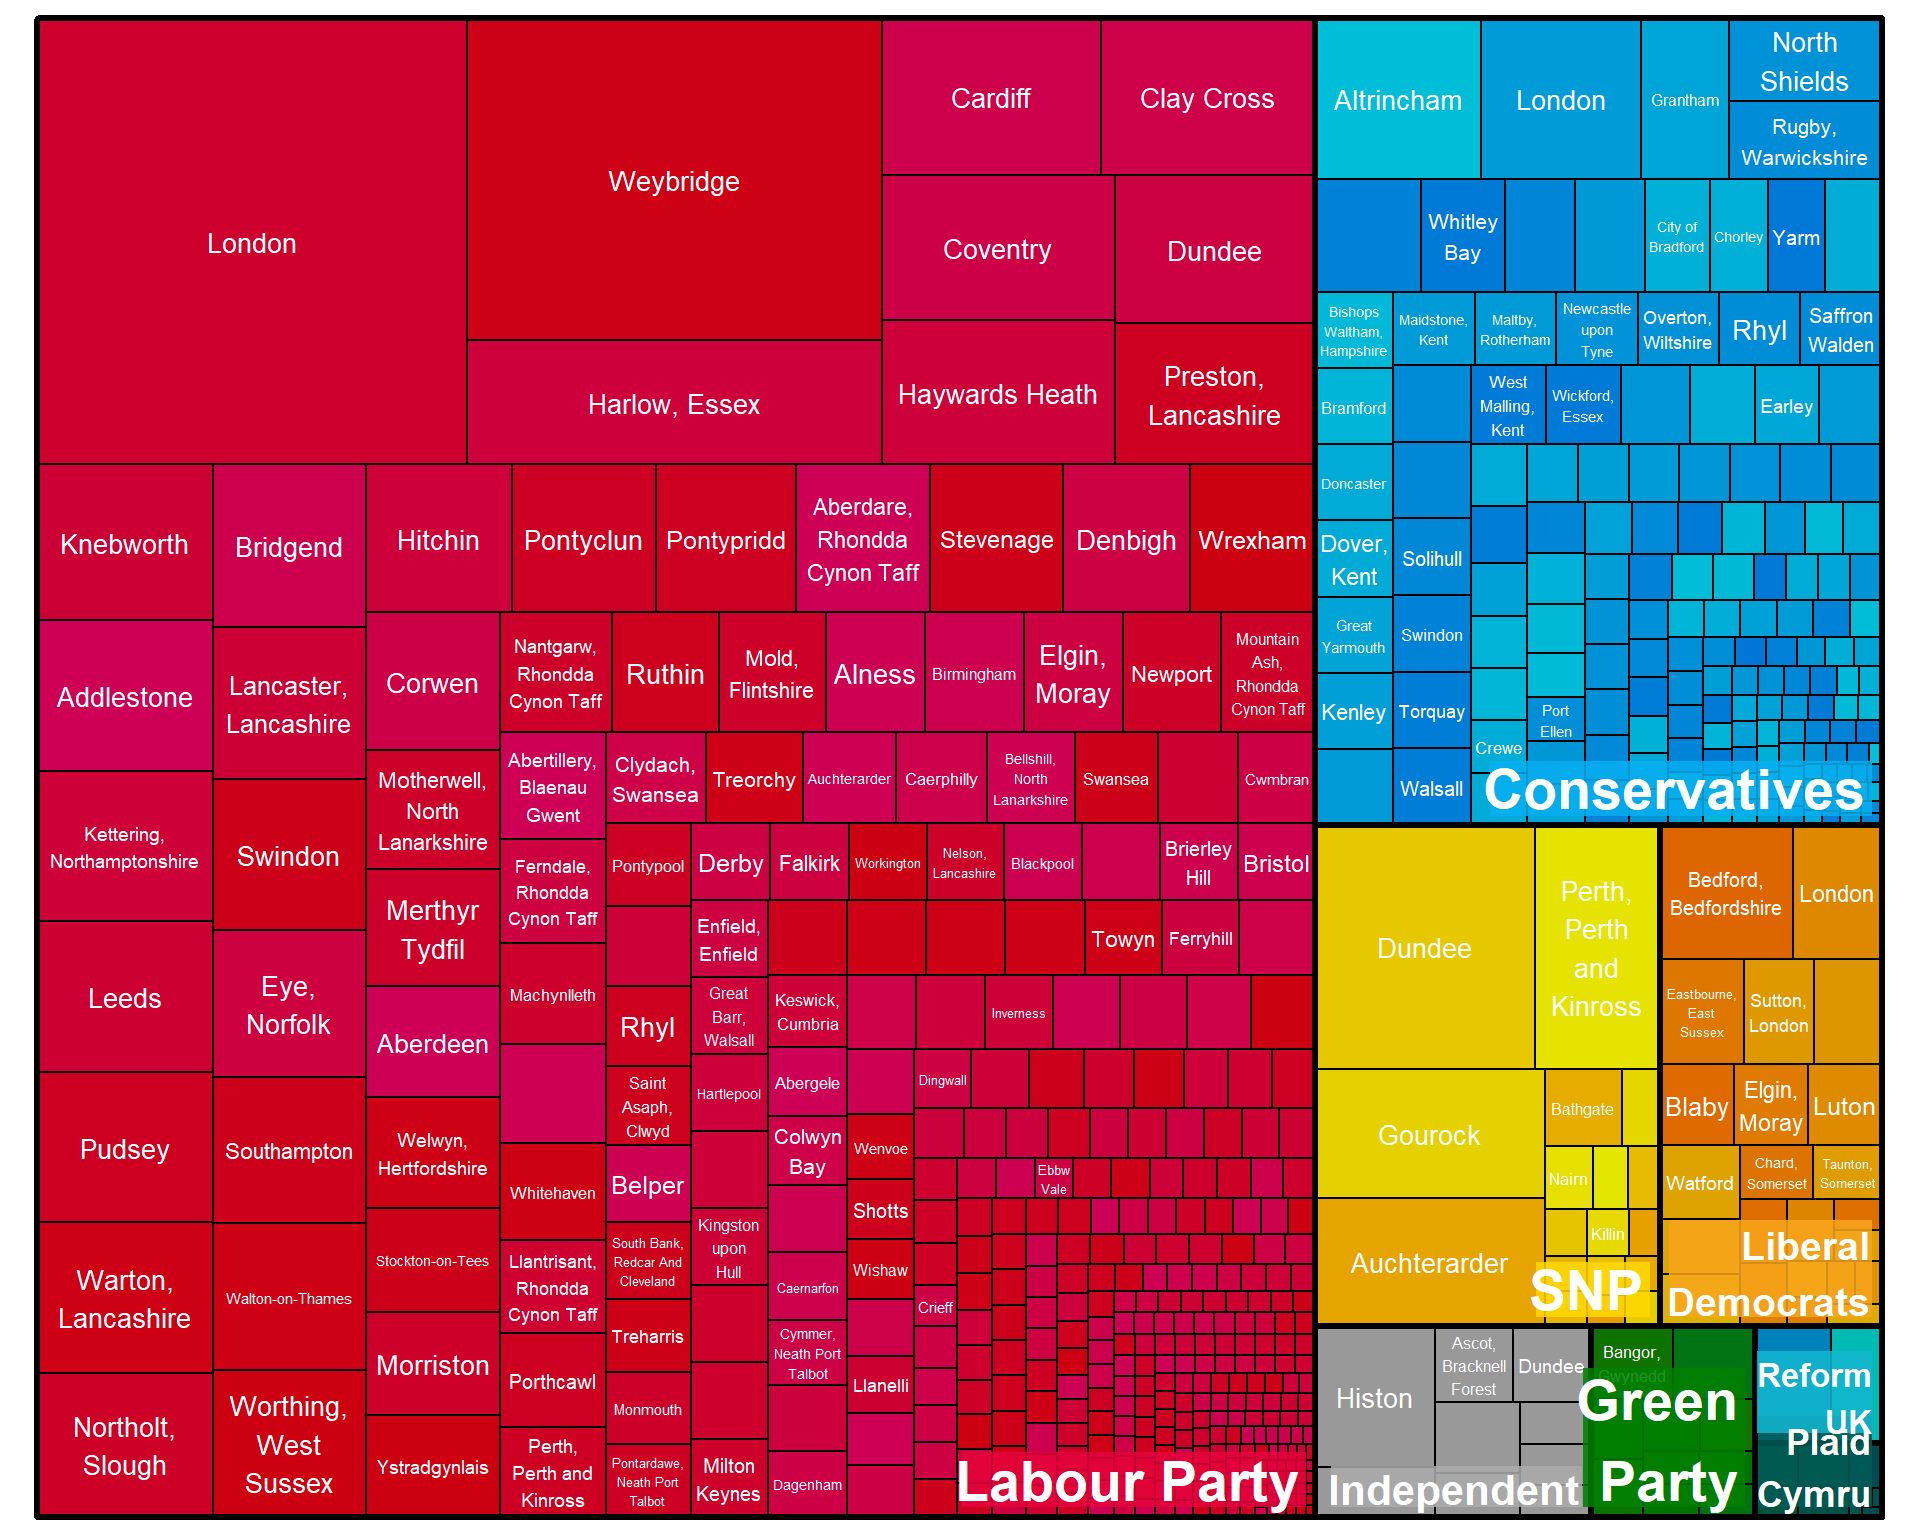 London
Weybridge
Harlow, Essex
Cardiff
Clay Cross
Coventry
Dundee
Haywards Heath
Preston,
Lancashire
Knebworth
Addlestone
Kettering,
Northamptonshire
Leeds
Pudsey
Warton,
Lancashire
Northolt,
Slough
Bridgend
Lancaster,
Lancashire
Swindon
Eye,
Norfolk
Southampton
Walton-on-Thames
Worthing,
West
Sussex
Hitchin
Pontyclun
Pontypridd
Aberdare,
Rhondda
Cynon Taff
Stevenage
Denbigh
Wrexham
Corwen
Motherwell,
North
Lanarkshire
Merthyr
Tydfil
Aberdeen
Welwyn,
Hertfordshire
Stockton-on-Tees
Morriston
Ystradgynlais
Nantgarw,
Rhondda
Cynon Taff
Ruthin
Mold,
Flintshire
Alness
Birmingham
Elgin,
Moray
Newport
Mountain
Ash,
Rhondda
Cynon Taff
Abertillery,
Blaenau
Gwent
Ferndale,
Rhondda
Cynon Taff
Machynlleth
Whitehaven
Llantrisant,
Rhondda
Cynon Taff
Porthcawl
Perth,
Perth and
Kinross
Clydach,
Swansea
Treorchy
Auchterarder
Caerphilly
Bellshill,
North
Lanarkshire
Swansea
Cwmbran
Pontypool
Rhyl
Saint
Asaph,
Clwyd
Belper
South Bank,
Redcar And
Cleveland
Treharris
Monmouth
Pontardawe,
Neath Port
Talbot
Derby
Falkirk
Workington
Nelson,
Lancashire
Blackpool
Brierley
Hill
Bristol
Enfield,
Enfield
Great
Barr,
Walsall
Hartlepool
Kingston
upon
Hull
Milton
Keynes
Towyn
Ferryhill
Keswick,
Cumbria
Abergele
Colwyn
Bay
Caernarfon
Cymmer,
Neath Port
Talbot
Dagenham
Inverness
Wenvoe
Shotts
Wishaw
Llanelli
Dingwall
Ebbw
Vale
Crieff
Labour Party
Altrincham
London
Grantham
North
Shields
Rugby,
Warwickshire
Whitley
Bay
City of
Bradford
Chorley
Yarm
Bishops
Waltham,
Hampshire
Bramford
Doncaster
Dover,
Kent
Great
Yarmouth
Kenley
Maidstone,
Kent
Maltby,
Rotherham
Newcastle
upon
Tyne
Overton,
Wiltshire
Rhyl
Saffron
Walden
West
Malling,
Kent
Wickford,
Essex
Earley
Solihull
Swindon
Torquay
Walsall
Port
Ellen
Crewe
Conservatives
Dundee
Perth,
Perth
and
Kinross
Gourock
Auchterarder
Bathgate
Nairn
Killin
SNP
Bedford,
Bedfordshire
London
Eastbourne,
East
Sussex
Sutton,
London
Blaby
Elgin,
Moray
Luton
Watford
Chard,
Somerset
Taunton,
Somerset
Liberal
Democrats
Histon
Ascot,
Bracknell
Forest
Dundee
Independent
Bangor,
Gwynedd
Green
Party
Reform
UK
Plaid
Cymru